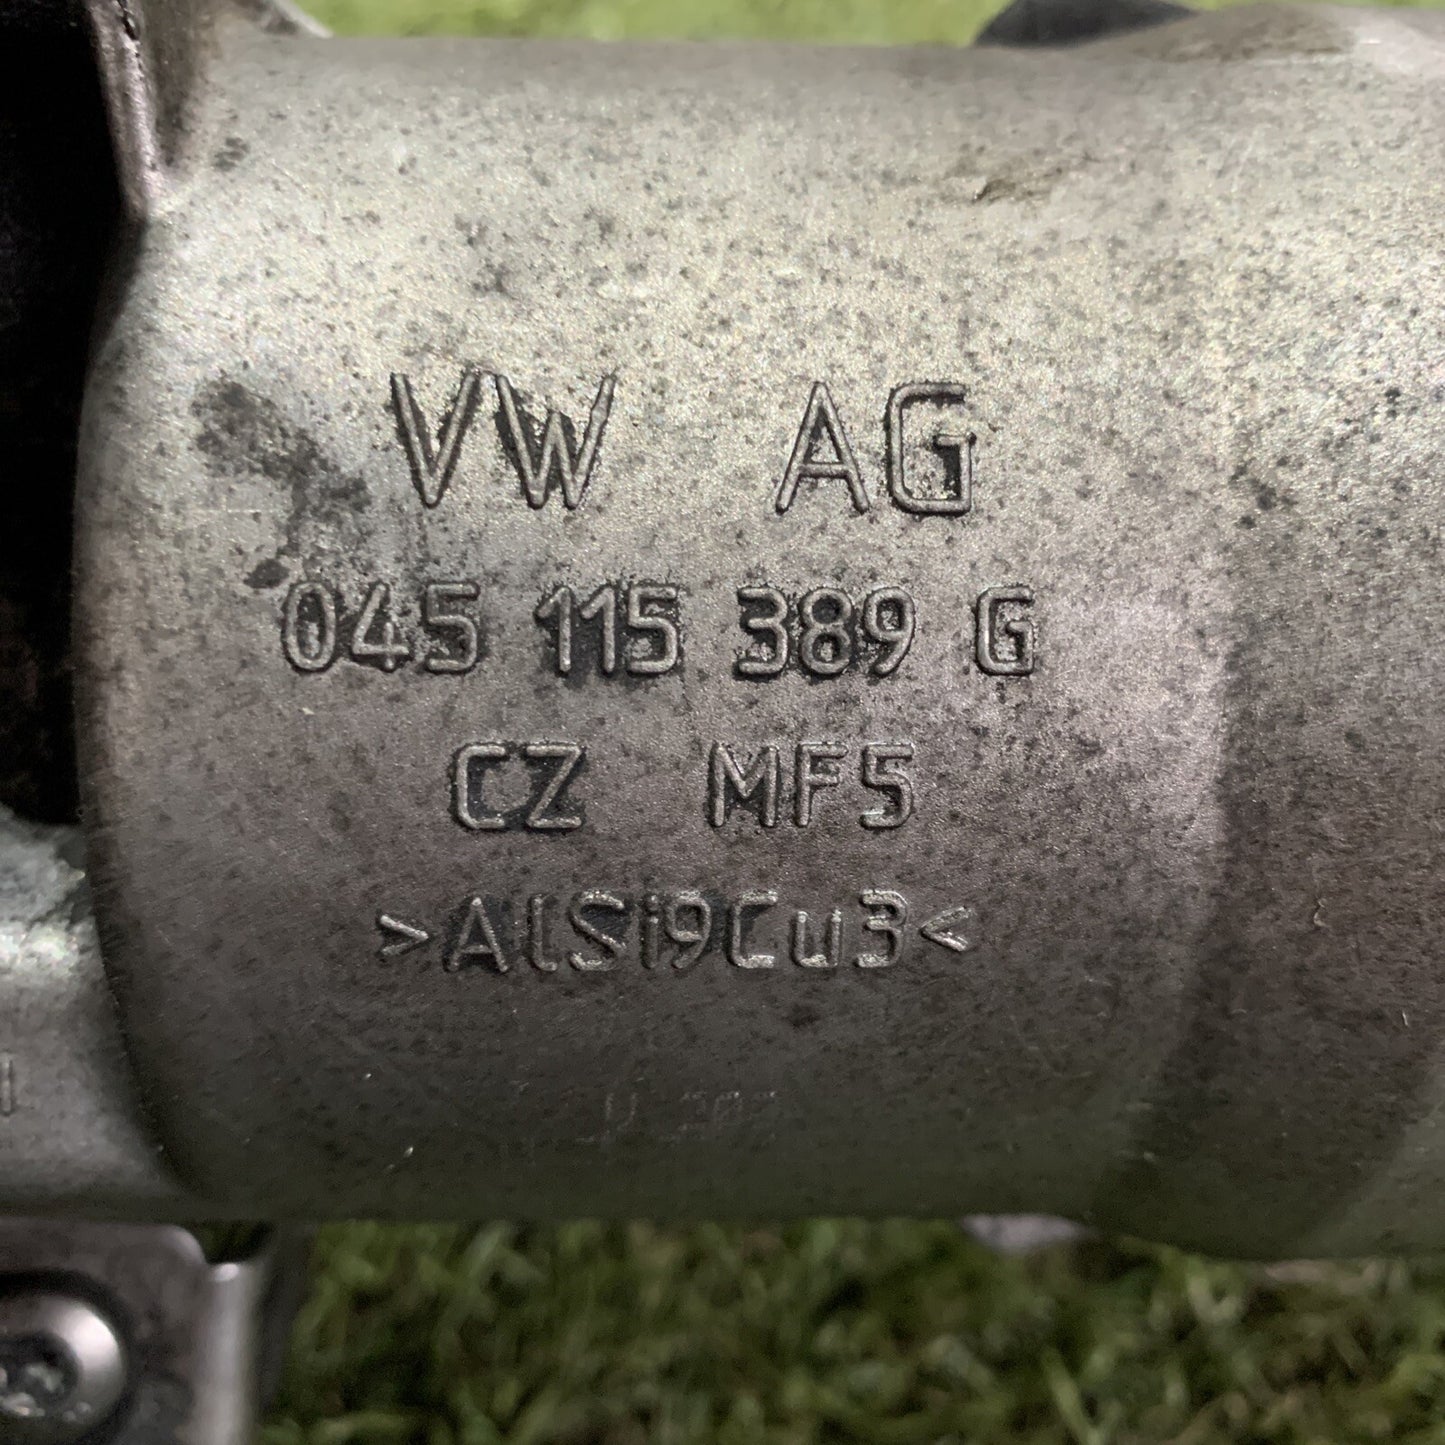 VW AG
045 115 389 G
CZ MF5
>AlSi9Cu3<